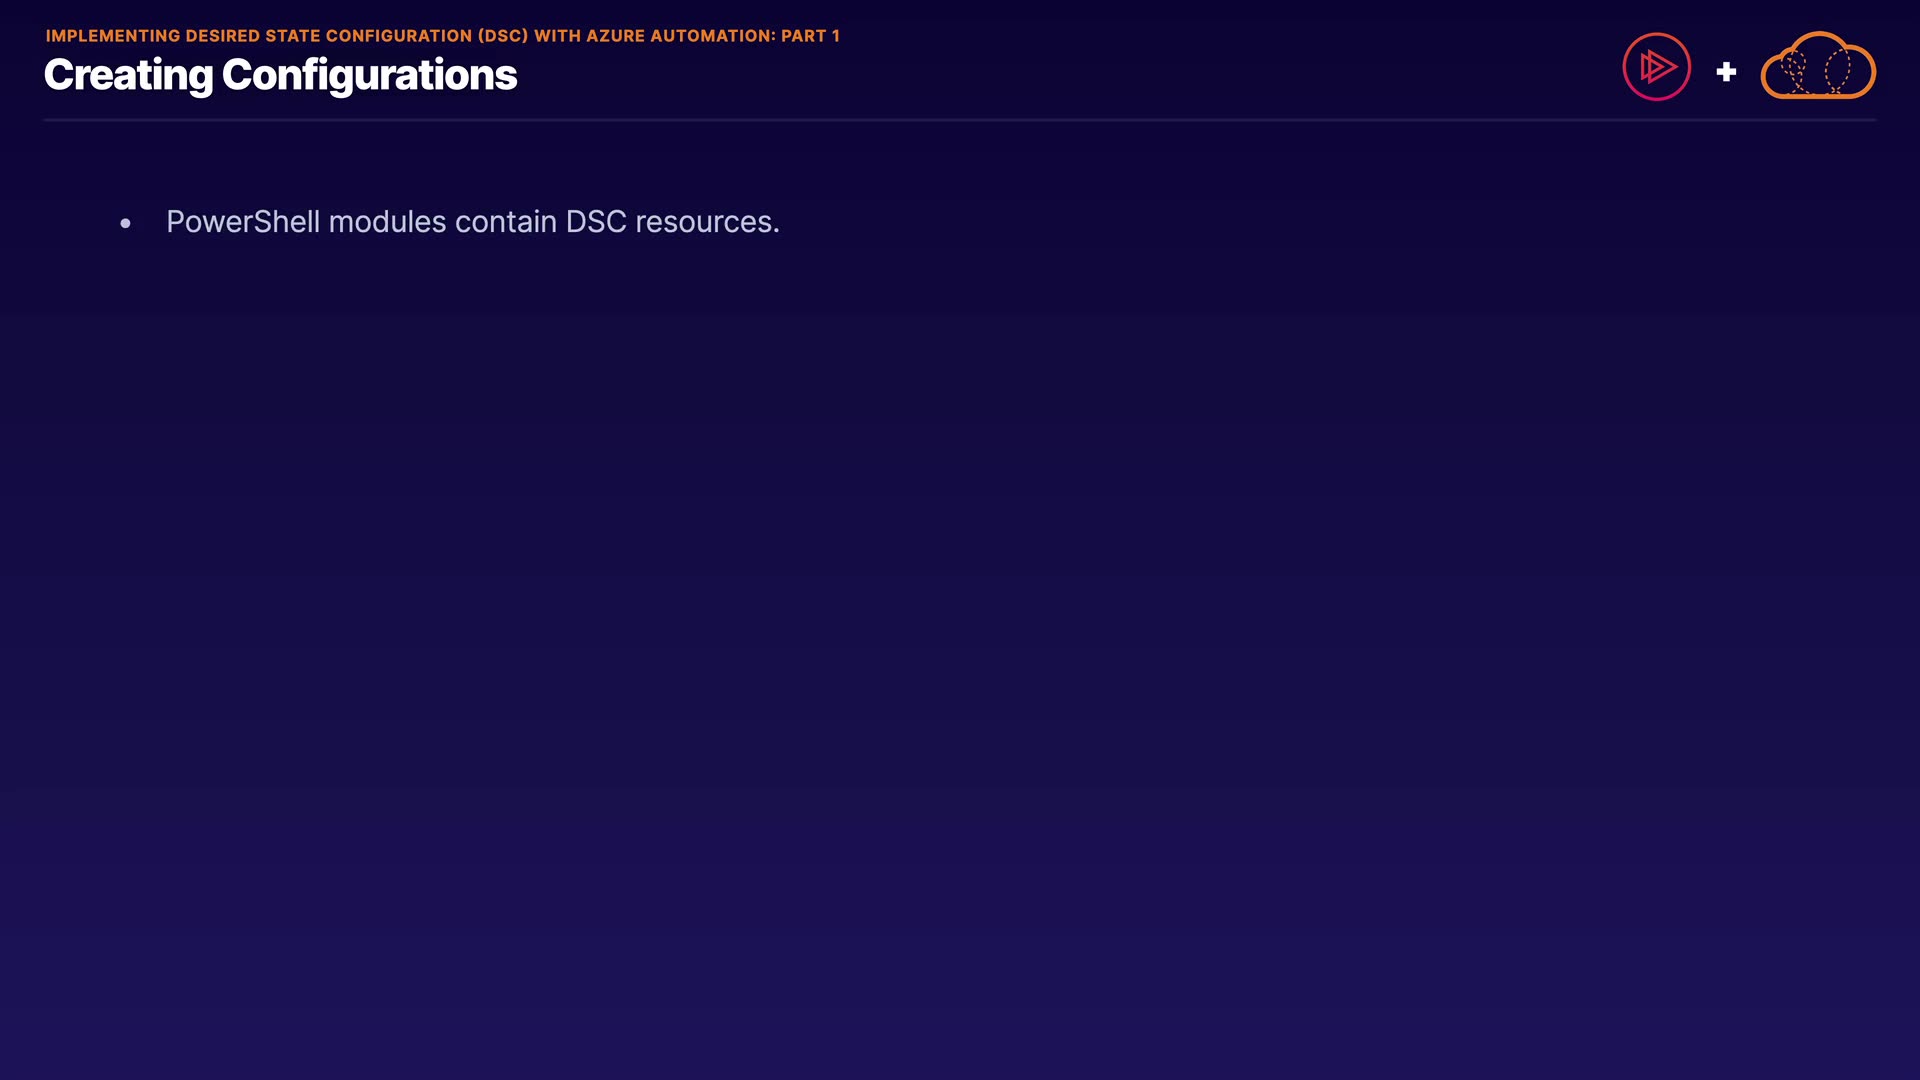 IMPLEMENTING DESIRED STATE CONFIGURATION (DSC) WITH AZURE AUTOMATION: PART 1
Creating Configurations
+
• PowerShell modules contain DSC resources.